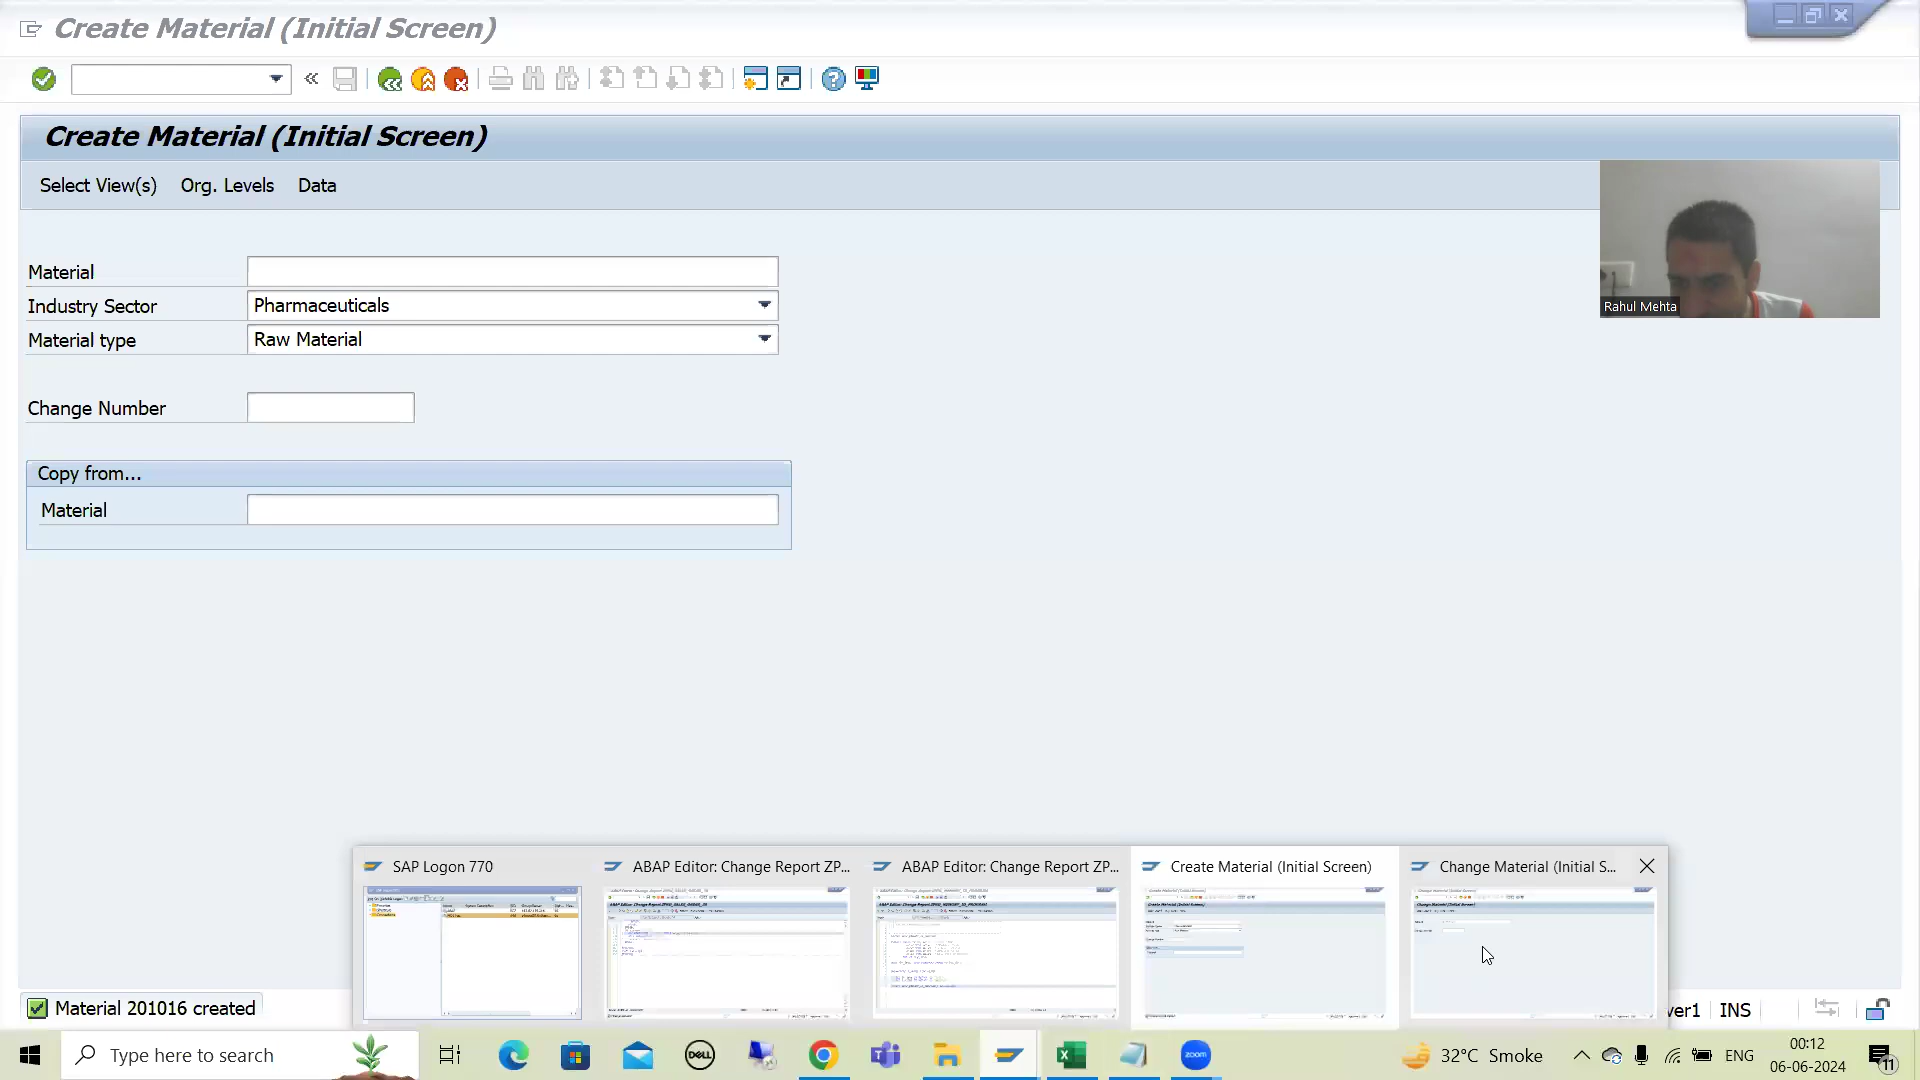 Create Material (Initial Screen)
Create Material (Initial Screen)
Select View(s) Org. Levels Data
Material
Industry Sector Pharmaceuticals
Material type Raw Material
Rahul Mehta
Change Number
Copy from...
Material
SAP Logon 770
ABAP Editor: Change Report ZP...
ABAP Editor: Change Report ZP...
Create Material (Initial Screen)
Change Material (Initial S...
Material 201016 created
ver1 INS
Type here to search
DELL
zoom
32°C Smoke
ENG
00:12
06-06-2024
11